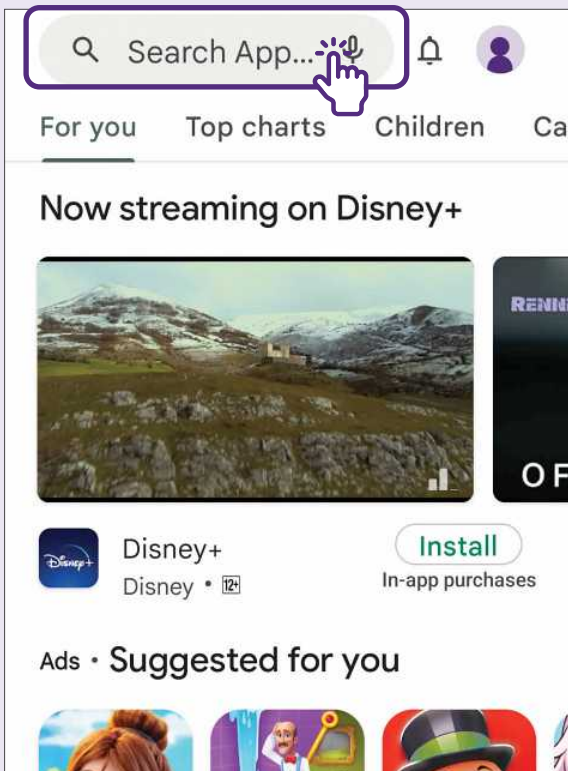 Search App...
For you Top charts Children Ca
Now streaming on Disney+
RENN
OF
Disney+
Disney+ Install
Disney • 12+ In-app purchases
Ads • Suggested for you